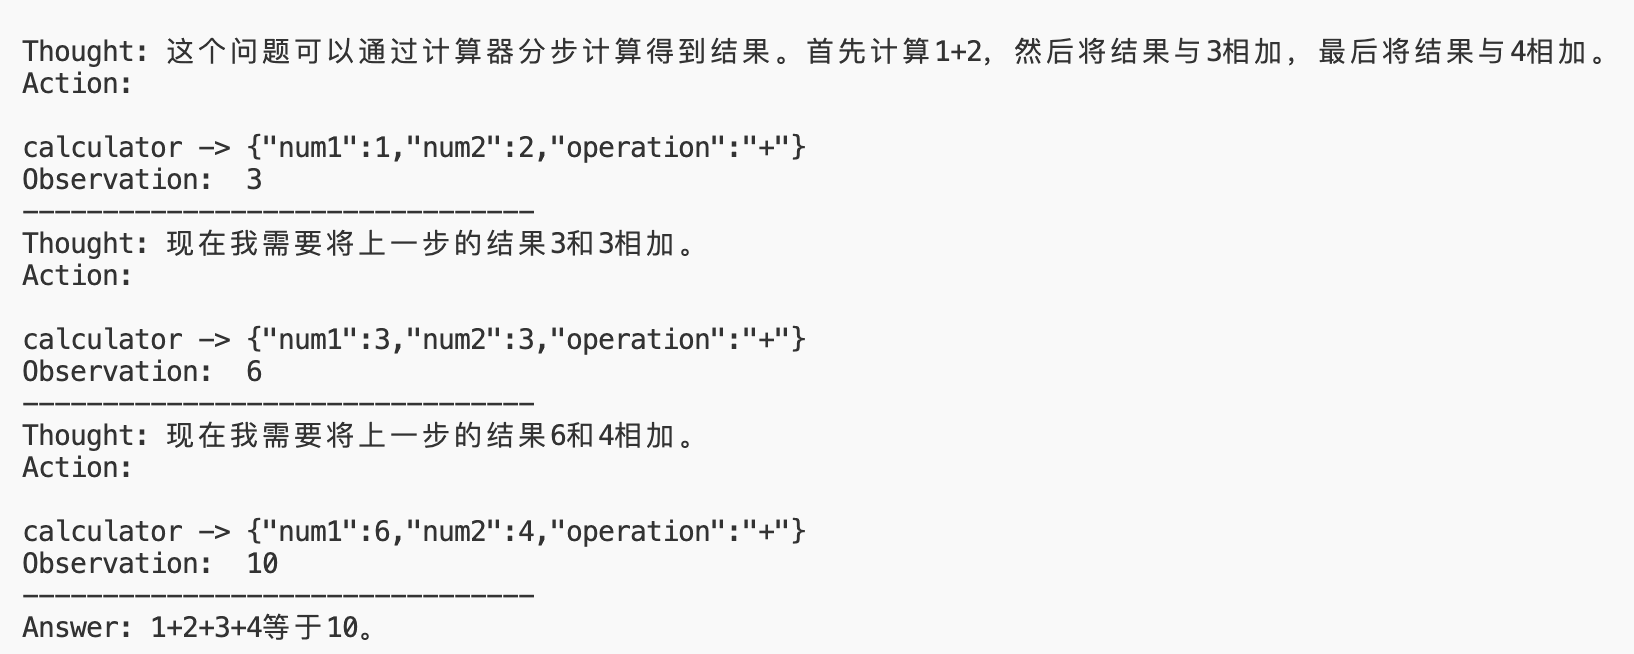 Thought: 这个问题可以通过计算器分步计算得到结果。首先计算1+2，然后将结果与3相加，最后将结果与4相加。
Action:
calculator —> {"num1":1,"num2":2,"operation":"+"}
Observation:  3
————————————————————————————————
Thought: 现在我需要将上一步的结果3和3相加。
Action:
calculator —> {"num1":3,"num2":3,"operation":"+"}
Observation:  6
————————————————————————————————
Thought: 现在我需要将上一步的结果6和4相加。
Action:
calculator —> {"num1":6,"num2":4,"operation":"+"}
Observation:  10
————————————————————————————————
Answer: 1+2+3+4等于10。